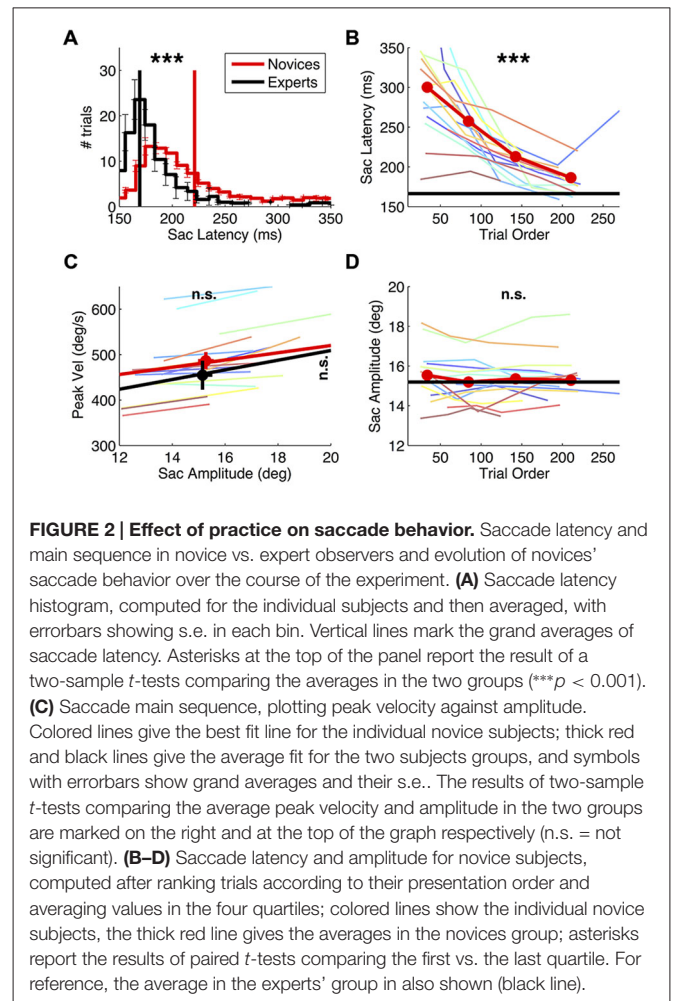 A
***
Novices
Experts
30
20
10
0
# trials
150 200 250 300 350
Sac Latency (ms)
B
***
350
300
250
200
150
Sac Latency (ms)
50 100 150 200 250
Trial Order
C
n.s.
n.s.
600
500
400
300
Peak Vel (deg/s)
12 14 16 18 20
Sac Amplitude (deg)
D
n.s.
20
18
16
14
12
Sac Amplitude (deg)
50 100 150 200 250
Trial Order
FIGURE 2 | Effect of practice on saccade behavior. Saccade latency and
main sequence in novice vs. expert observers and evolution of novices'
saccade behavior over the course of the experiment. (A) Saccade latency
histogram, computed for the individual subjects and then averaged, with
errorbars showing s.e. in each bin. Vertical lines mark the grand averages of
saccade latency. Asterisks at the top of the panel report the result of a
two-sample t-tests comparing the averages in the two groups (***p < 0.001).
(C) Saccade main sequence, plotting peak velocity against amplitude.
Colored lines give the best fit line for the individual novice subjects; thick red
and black lines give the average fit for the two subjects groups, and symbols
with errorbars show grand averages and their s.e.. The results of two-sample
t-tests comparing the average peak velocity and amplitude in the two groups
are marked on the right and at the top of the graph respectively (n.s. = not
significant). (B–D) Saccade latency and amplitude for novice subjects,
computed after ranking trials according to their presentation order and
averaging values in the four quartiles; colored lines show the individual novice
subjects, the thick red line gives the averages in the novices group; asterisks
report the results of paired t-tests comparing the first vs. the last quartile. For
reference, the average in the experts' group in also shown (black line).